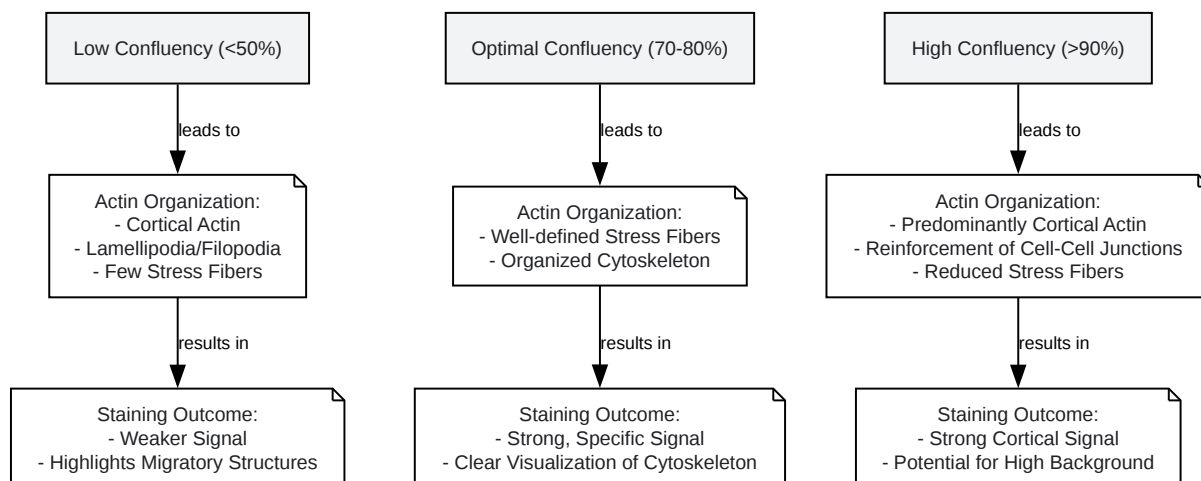 Low Confluency (<50%)
leads to
Actin Organization:
- Cortical Actin
- Lamellipodia/Filopodia
- Few Stress Fibers
results in
Staining Outcome:
- Weaker Signal
- Highlights Migratory Structures
Optimal Confluency (70-80%)
leads to
Actin Organization:
- Well-defined Stress Fibers
- Organized Cytoskeleton
results in
Staining Outcome:
- Strong, Specific Signal
- Clear Visualization of Cytoskeleton
High Confluency (>90%)
leads to
Actin Organization:
- Predominantly Cortical Actin
- Reinforcement of Cell-Cell Junctions
- Reduced Stress Fibers
results in
Staining Outcome:
- Strong Cortical Signal
- Potential for High Background